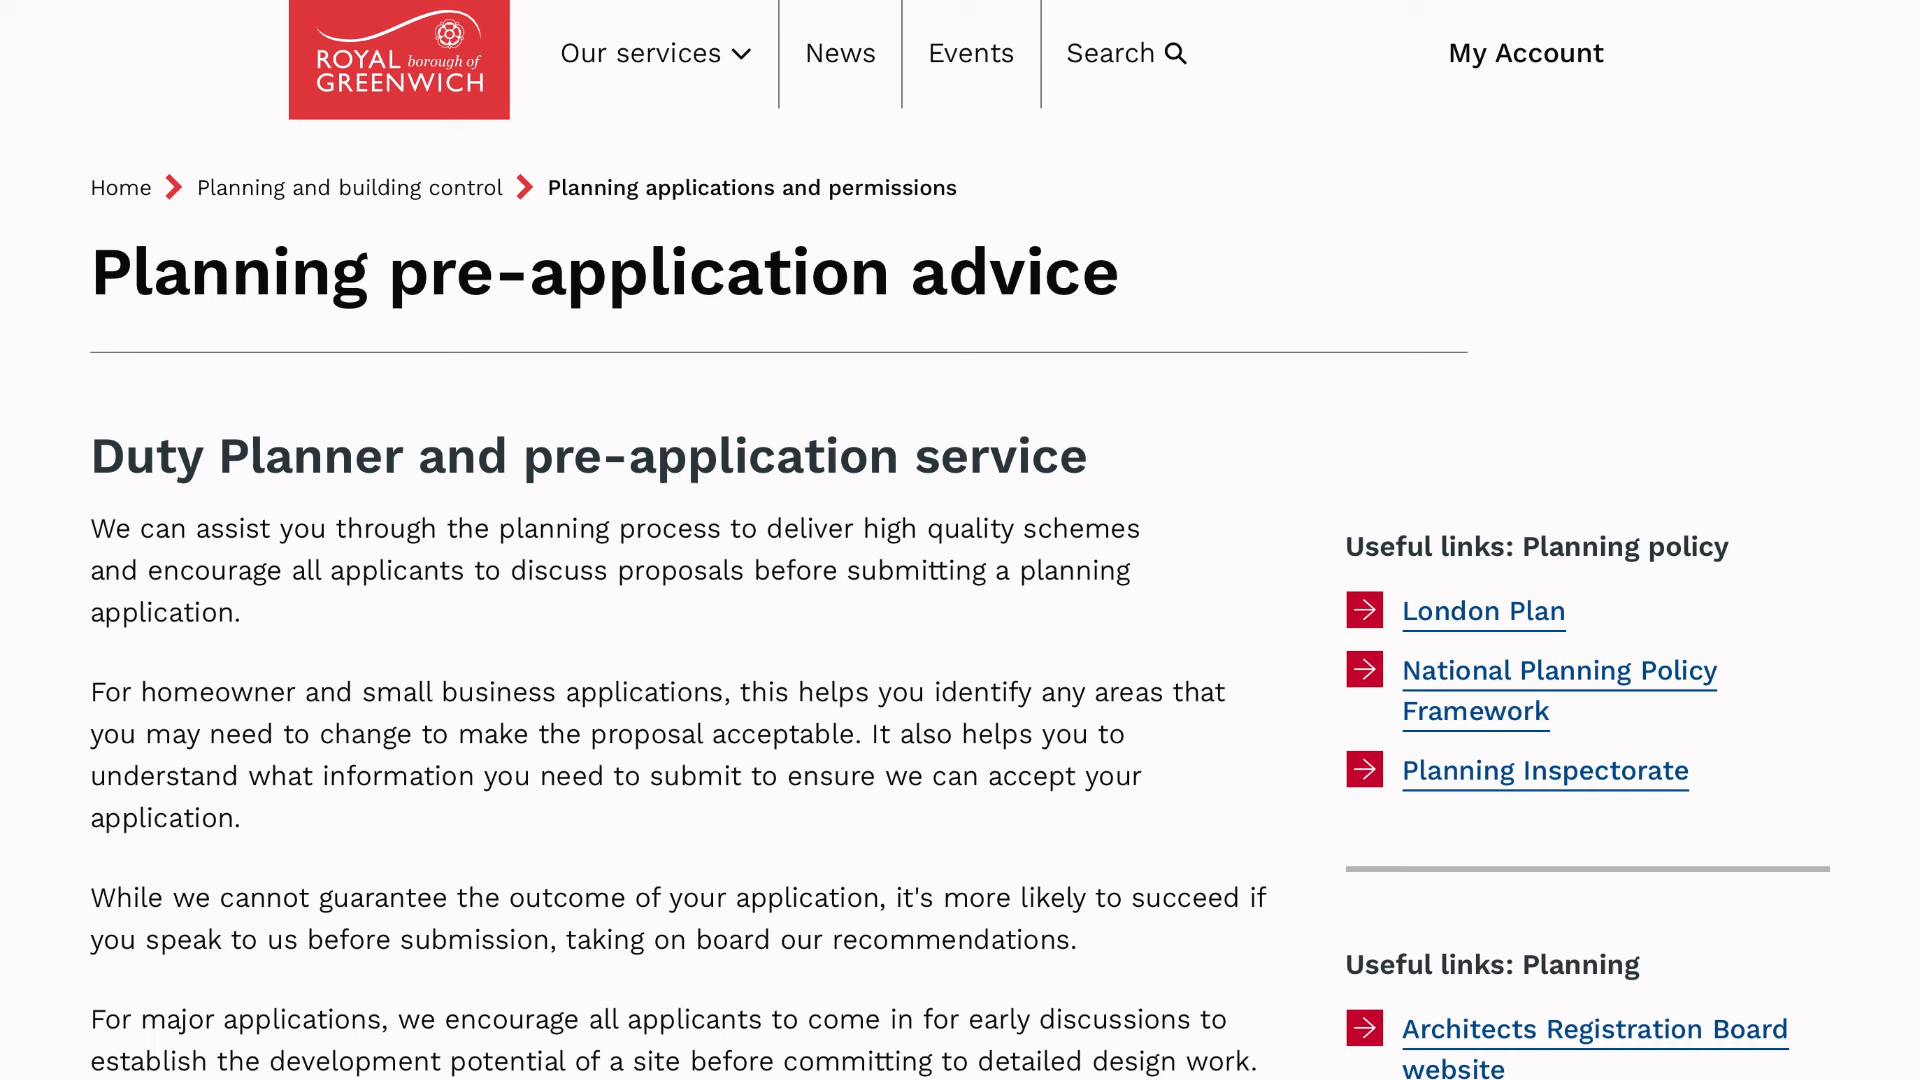 ROYAL borough of
GREENWICH
Our services
News
Events
Search
My Account
Home
Planning and building control
Planning applications and permissions
Planning pre-application advice
Duty Planner and pre-application service
We can assist you through the planning process to deliver high quality schemes
and encourage all applicants to discuss proposals before submitting a planning
application.
For homeowner and small business applications, this helps you identify any areas that
you may need to change to make the proposal acceptable. It also helps you to
understand what information you need to submit to ensure we can accept your
application.
While we cannot guarantee the outcome of your application, it's more likely to succeed if
you speak to us before submission, taking on board our recommendations.
For major applications, we encourage all applicants to come in for early discussions to
establish the development potential of a site before committing to detailed design work.
Useful links: Planning policy
London Plan
National Planning Policy
Framework
Planning Inspectorate
Useful links: Planning
Architects Registration Board
website